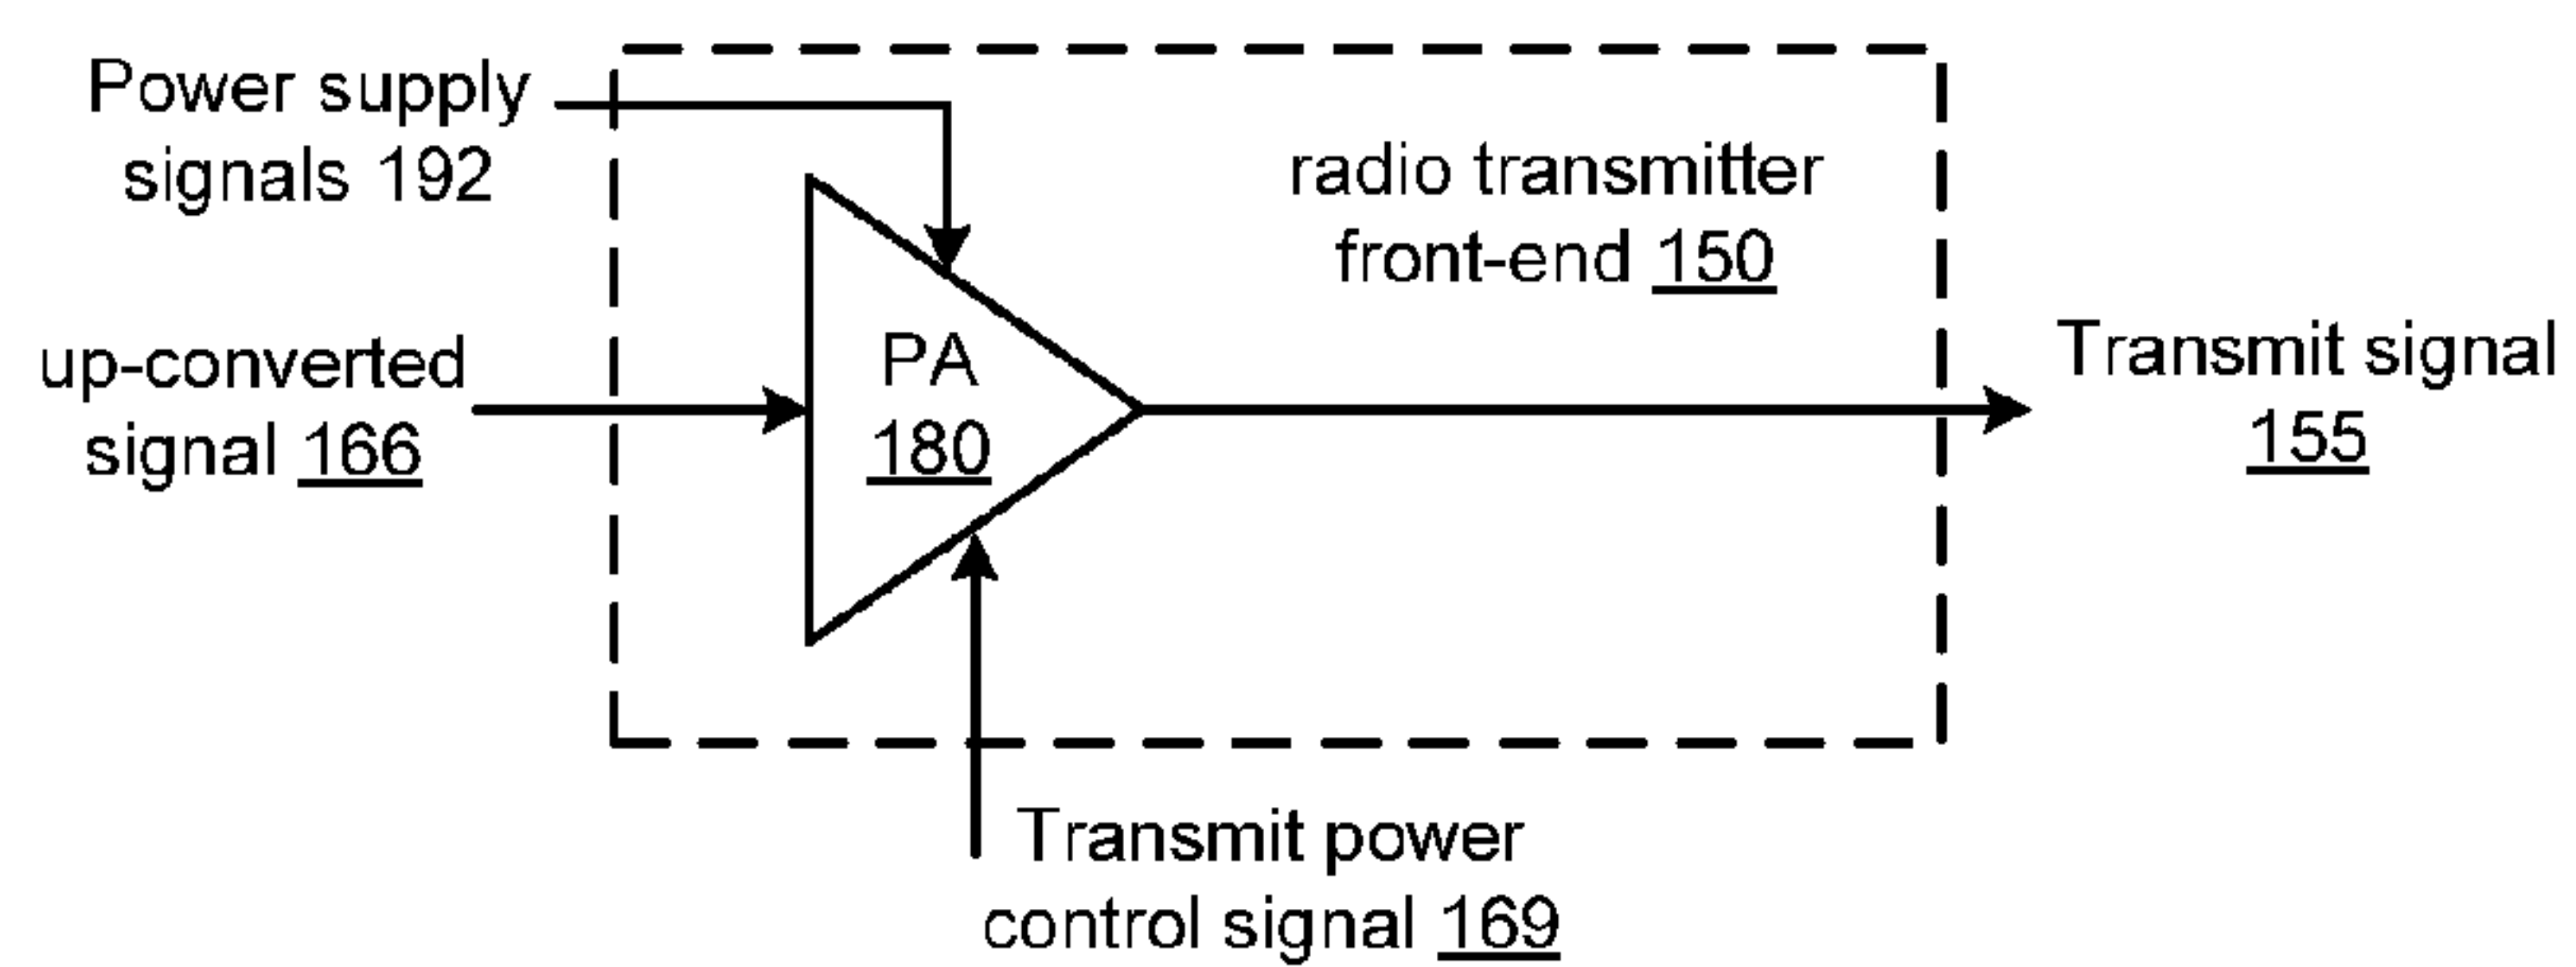 Power supply
signals 192
radio transmitter
front-end 150
up-converted
signal 166
PA
180
Transmit signal
155
Transmit power
control signal 169